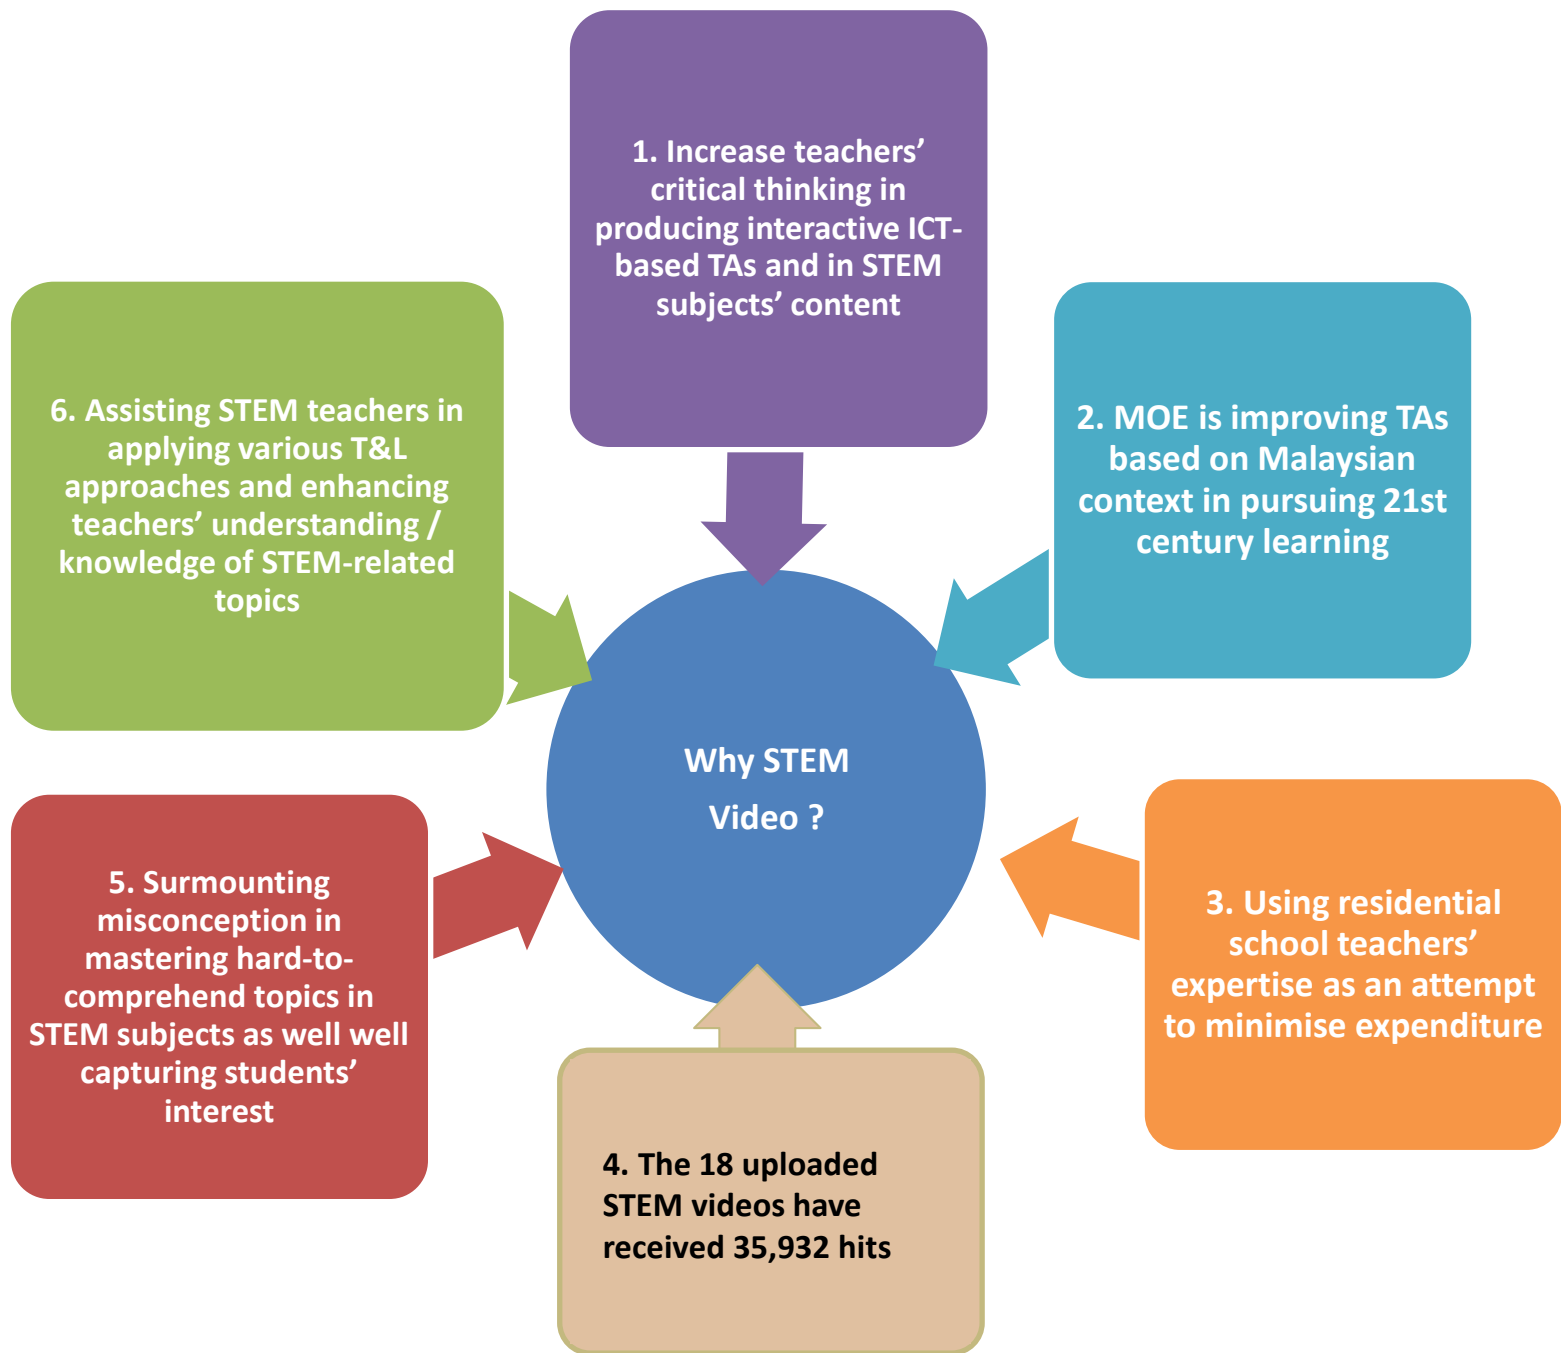 1. Increase teachers’
critical thinking in
producing interactive ICT-
based TAs and in STEM
subjects’ content
2. MOE is improving TAs
based on Malaysian
context in pursuing 21st
century learning
3. Using residential
school teachers’
expertise as an attempt
to minimise expenditure
4. The 18 uploaded
STEM videos have
received 35,932 hits
5. Surmounting
misconception in
mastering hard-to-
comprehend topics in
STEM subjects as well well
capturing students’
interest
6. Assisting STEM teachers in
applying various T&L
approaches and enhancing
teachers’ understanding /
knowledge of STEM-related
topics
Why STEM
Video ?